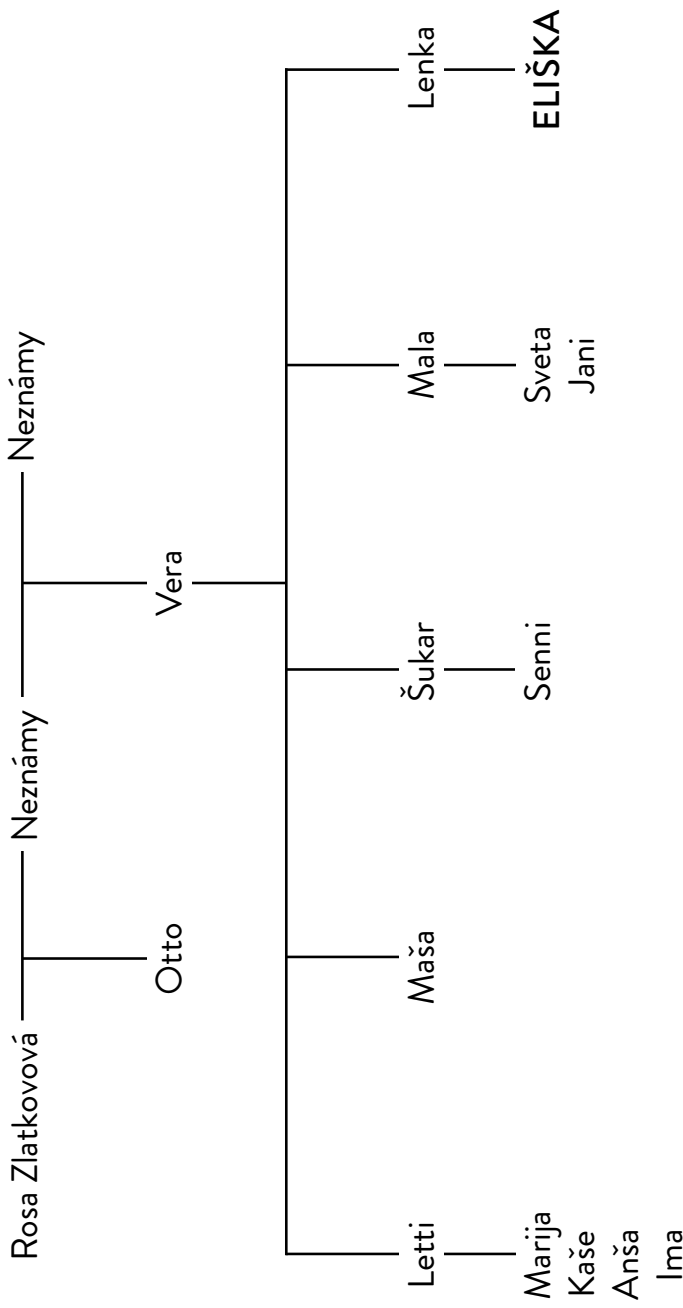 Rosa Zlatkovová
Neznámy
Neznámy
Otto
Vera
Letti
Maša
Šukar
Mala
Lenka
Marija
Kaše
Anša
Ima
Senni
Sveta
Jani
ELIŠKA